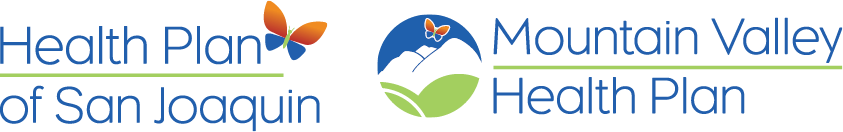 Health Plan
of San Joaquin
Mountain Valley
Health Plan